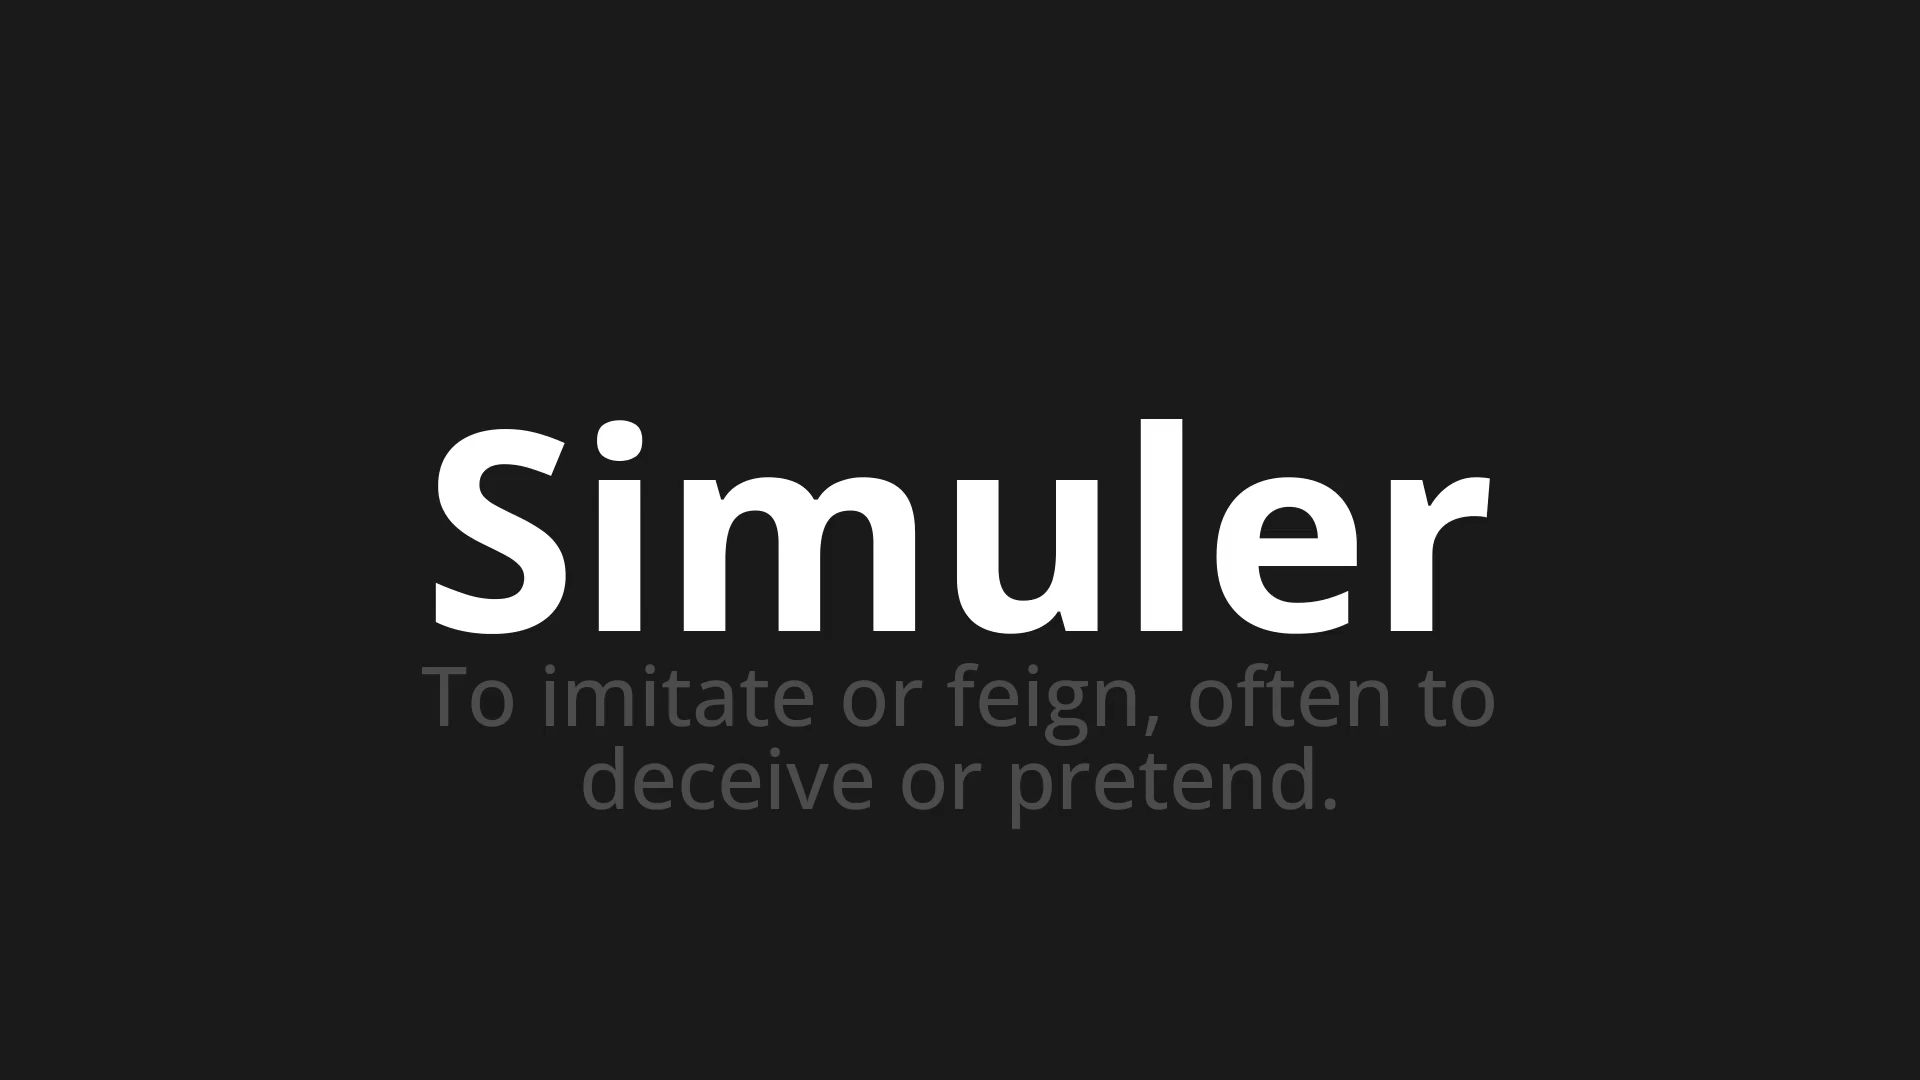 Simuler
To imitate or feign, often to
deceive or pretend.